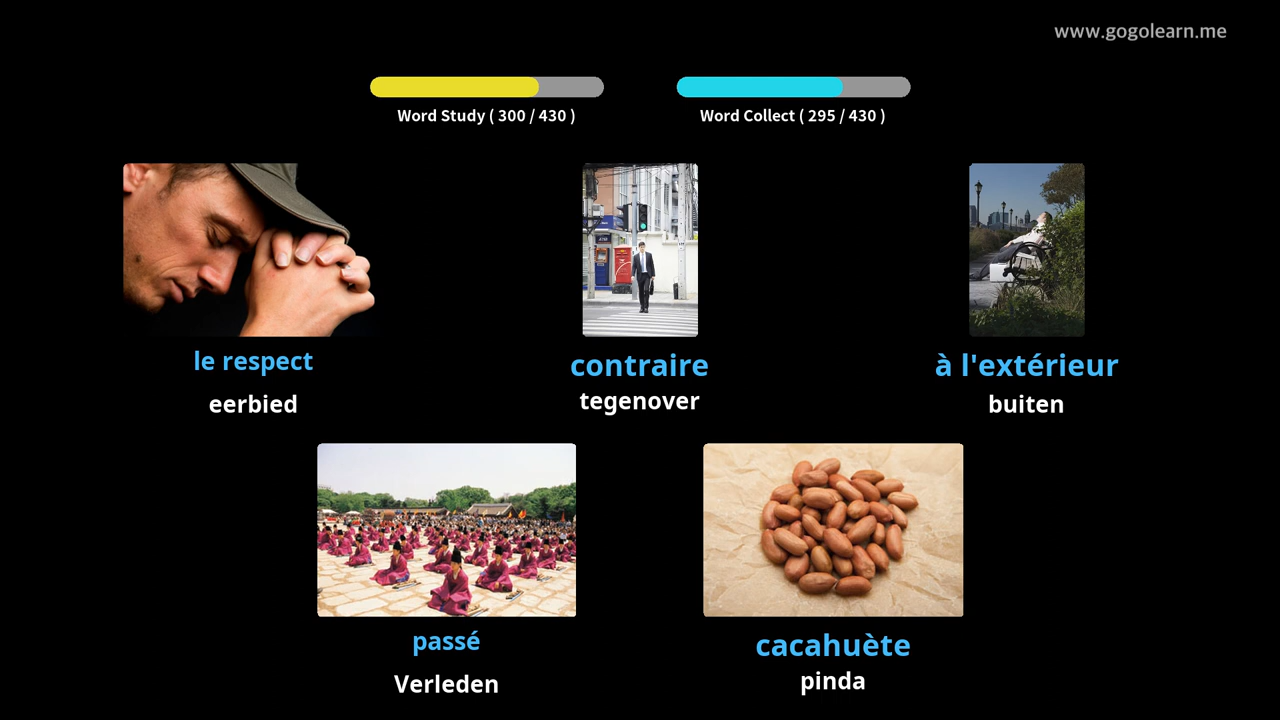 www.gogolearn.me
Word Study ( 300 / 430 )
Word Collect ( 295 / 430 )
le respect
eerbied
contraire
tegenover
à l'extérieur
buiten
passé
Verleden
cacahuète
pinda